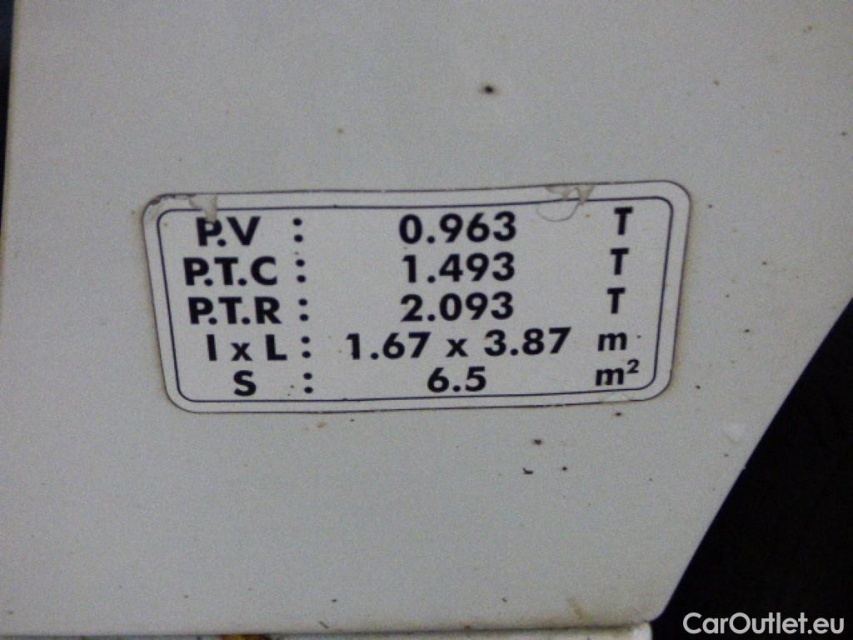 P.V : 0.963 T
P.T.C : 1.493 T
P.T.R : 2.093 T
l x L : 1.67 x 3.87 m
S : 6.5 m²
CarOutlet.eu